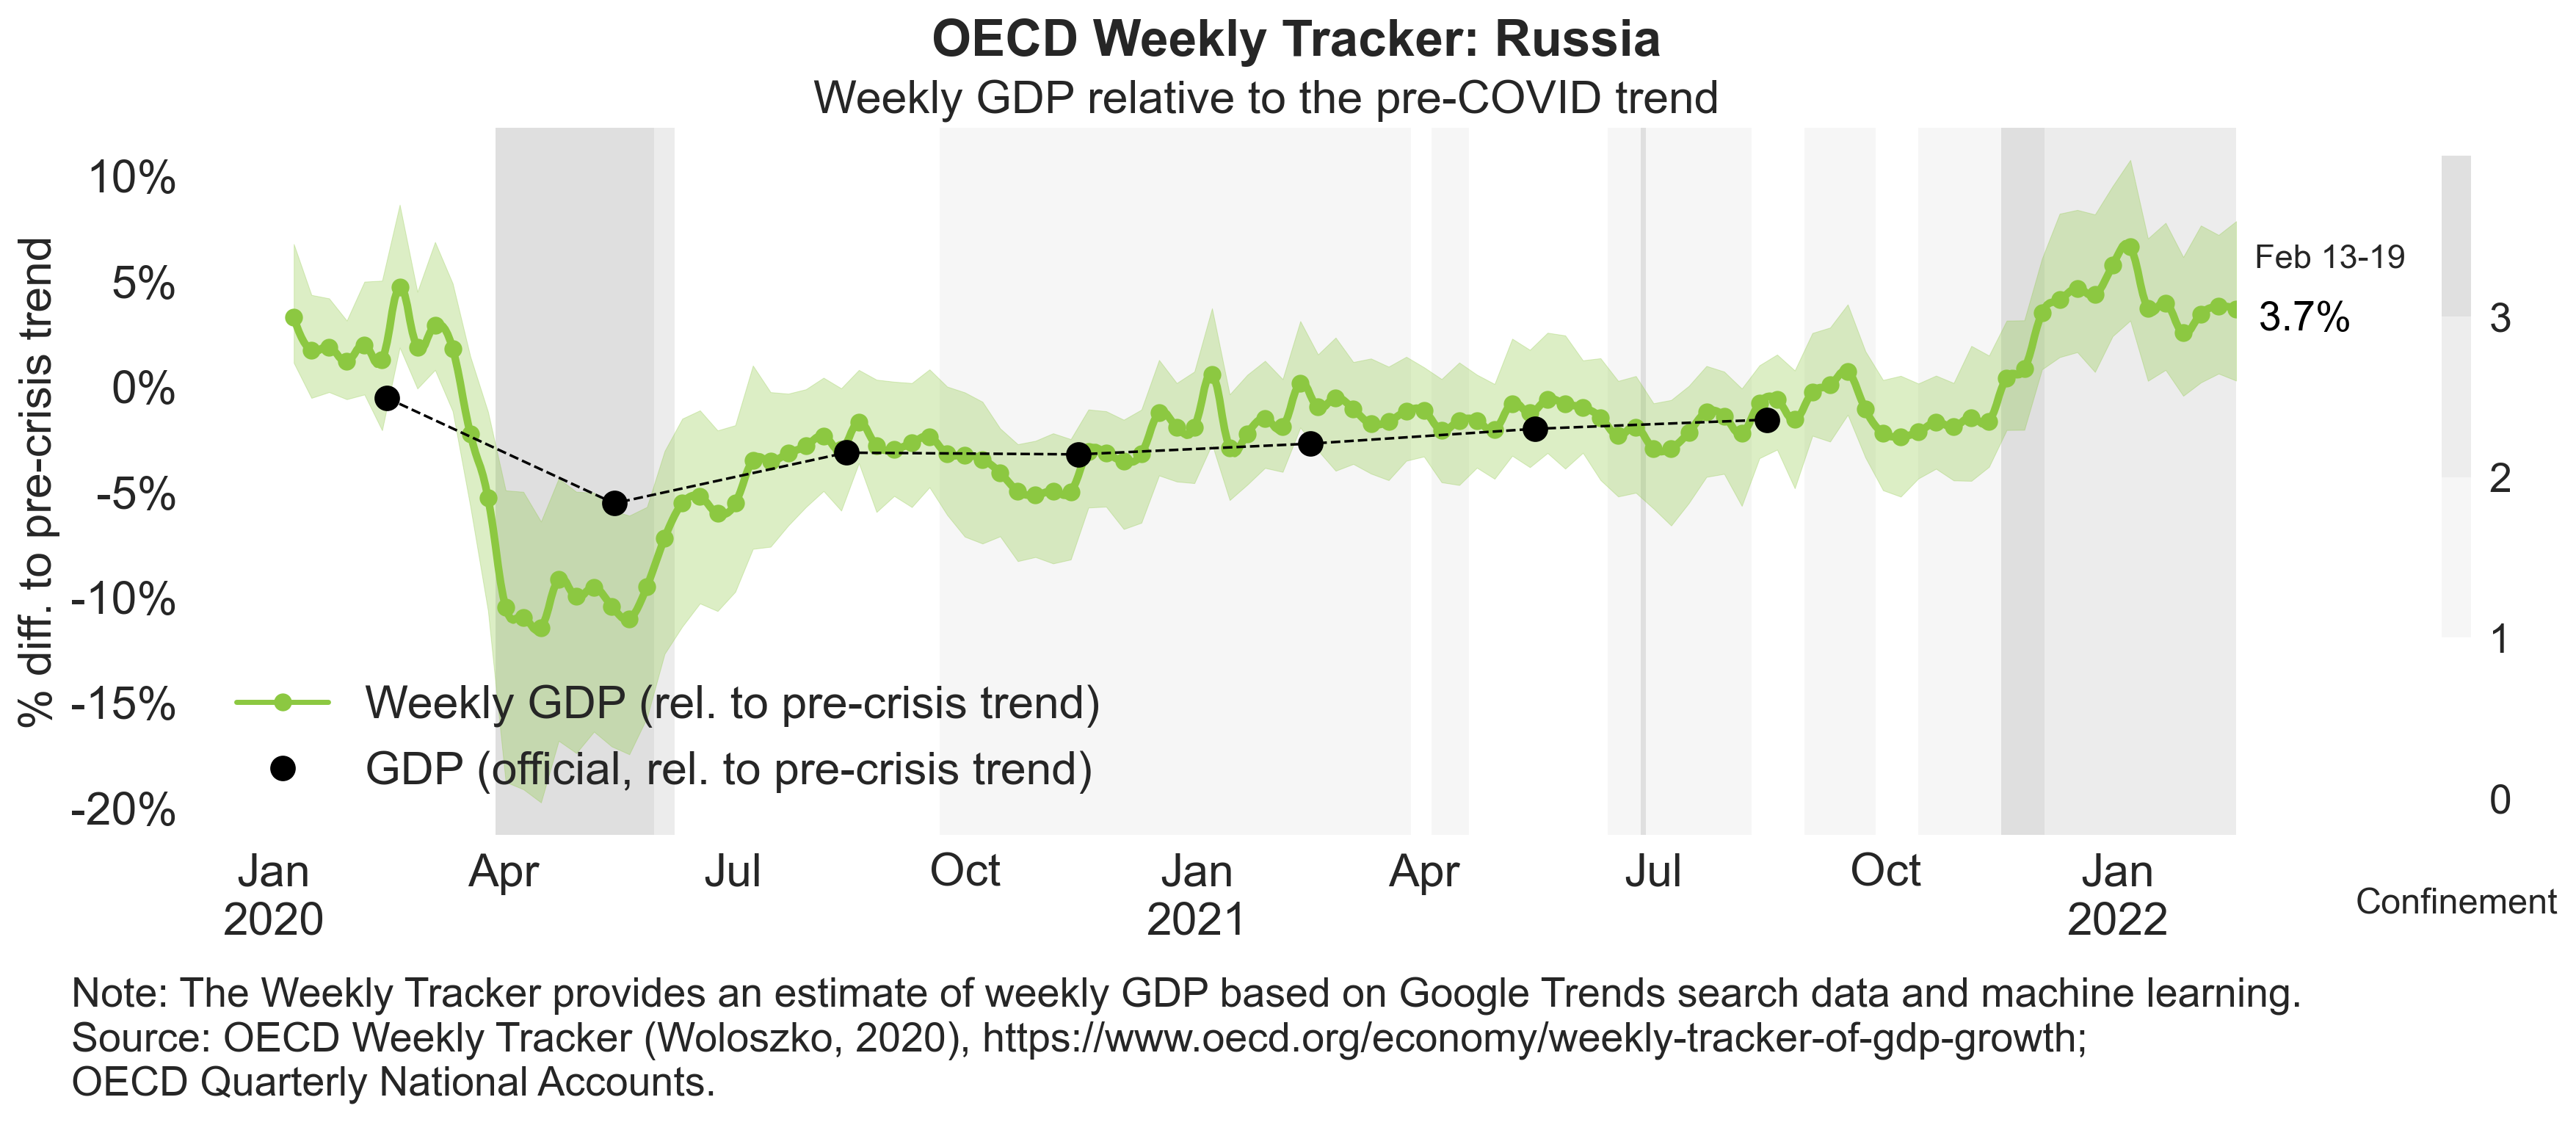 OECD Weekly Tracker: Russia
Weekly GDP relative to the pre-COVID trend
% diff. to pre-crisis trend
10%
5%
0%
-5%
-10%
-15%
-20%
Weekly GDP (rel. to pre-crisis trend)
GDP (official, rel. to pre-crisis trend)
Feb 13-19
3.7%
3
2
1
0
Confinement
Jan Apr Jul Oct Jan Apr Jul Oct Jan
2020 2021 2022
Note: The Weekly Tracker provides an estimate of weekly GDP based on Google Trends search data and machine learning.
Source: OECD Weekly Tracker (Woloszko, 2020), https://www.oecd.org/economy/weekly-tracker-of-gdp-growth;
OECD Quarterly National Accounts.